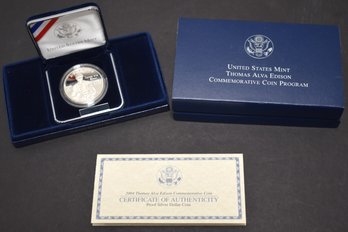 United States Mint
United States Mint
Thomas Alva Edison
Commemorative Coin Program
2004 Thomas Alva Edison Commemorative Coin
CERTIFICATE OF AUTHENTICITY
Proof Silver Dollar Coin